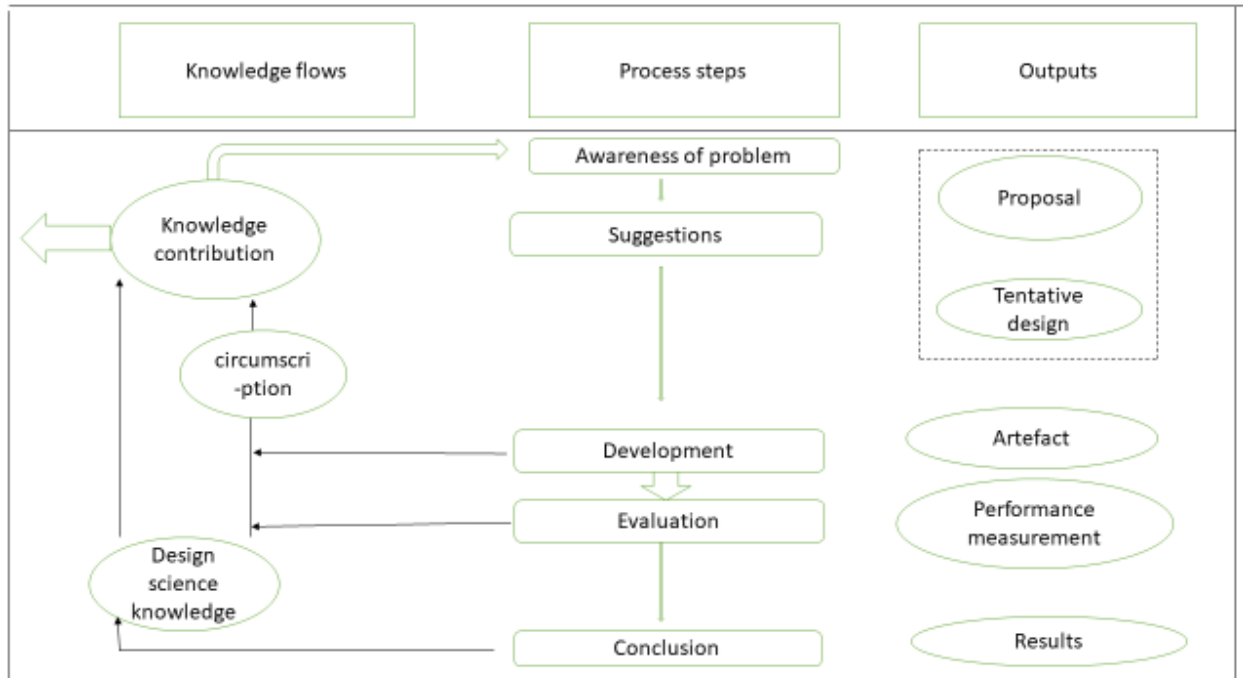 Knowledge flows
Process steps
Outputs
Awareness of problem
Proposal
Knowledge
contribution
Suggestions
Tentative
design
circumscri
-ption
Development
Artefact
Evaluation
Performance
measurement
Design
science
knowledge
Conclusion
Results